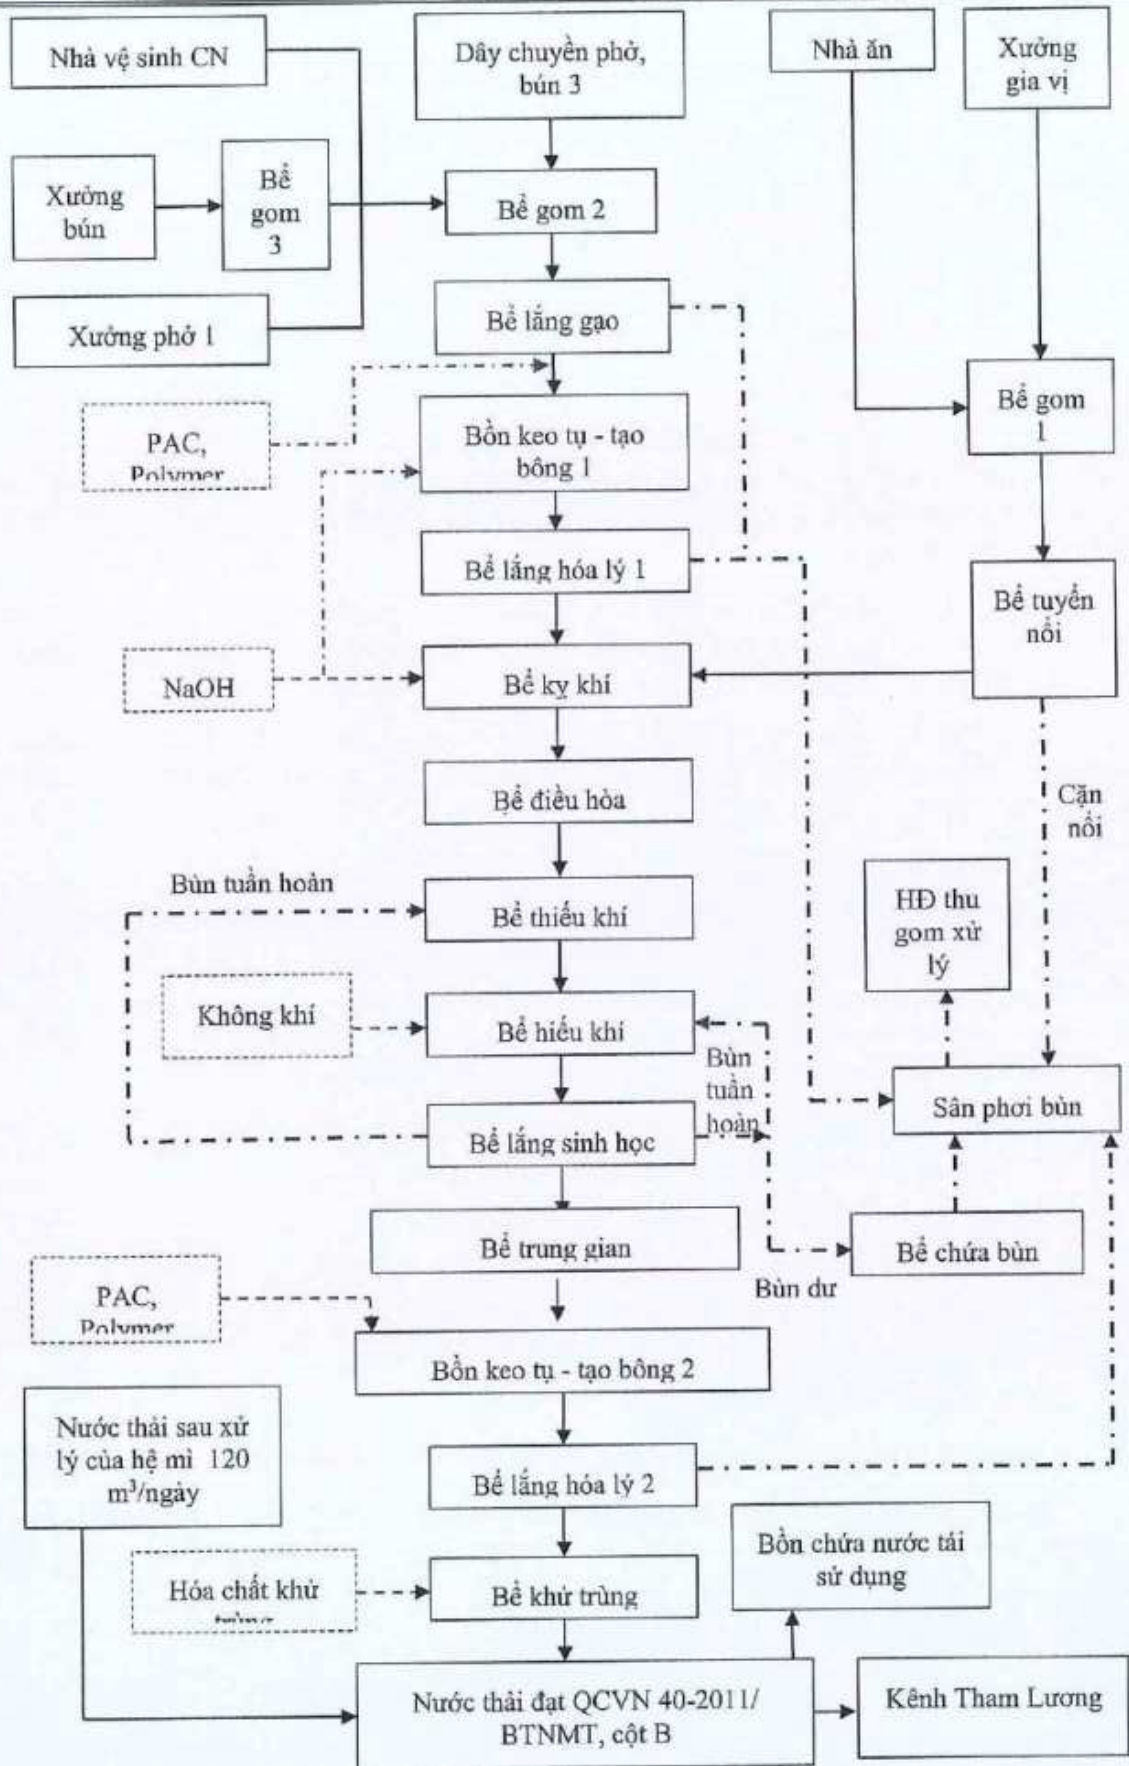 Nhà vệ sinh CN
Dây chuyền phở,
bún 3
Nhà ăn
Xưởng
gia vị
Xưởng
bún
Bể
gom
3
Bể gom 2
Xưởng phở 1
Bể lắng gạo
Bể gom
1
PAC,
Polymer
Bồn keo tụ - tạo
bông 1
Bể lắng hóa lý 1
Bể tuyển
nổi
NaOH
Bể kỵ khí
Bể điều hòa
Cặn
nổi
Bùn tuần hoàn
Bể thiếu khí
HĐ thu
gom xử
lý
Không khí
Bể hiếu khí
Bùn
tuần
hoàn
Sân phơi bùn
Bể lắng sinh học
Bể trung gian
Bể chứa bùn
Bùn dư
PAC,
Polymer
Bồn keo tụ - tạo bông 2
Nước thải sau xử
lý của hệ mì 120
m³/ngày
Bể lắng hóa lý 2
Bồn chứa nước tái
sử dụng
Hóa chất khử
trùng
Bể khử trùng
Nước thải đạt QCVN 40-2011/
BTNMT, cột B
Kênh Tham Lương